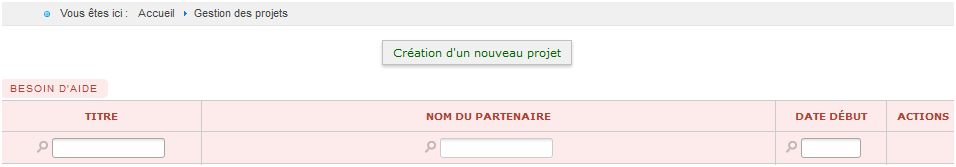 Vous êtes ici : Accueil Gestion des projets
Création d'un nouveau projet
BESOIN D'AIDE
TITRE NOM DU PARTENAIRE DATE DÉBUT ACTIONS